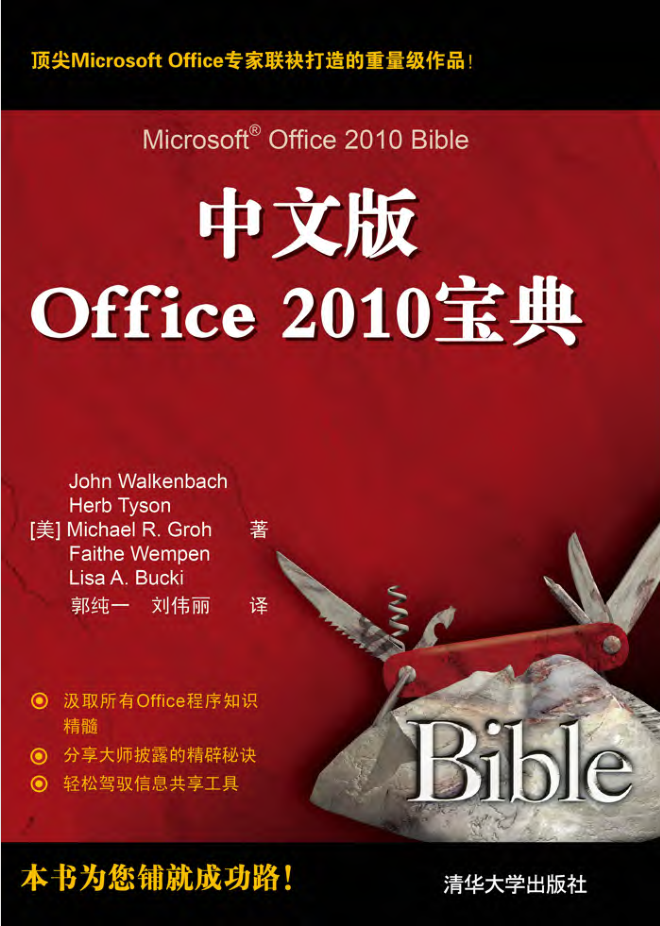 顶尖Microsoft Office专家联袂打造的重量级作品！
Microsoft® Office 2010 Bible
中文版
Office 2010宝典
John Walkenbach
Herb Tyson
[美] Michael R. Groh 著
Faithe Wempen
Lisa A. Bucki
郭纯一 刘伟丽 译
汲取所有Office程序知识
精髓
分享大师披露的精辟秘诀
轻松驾驭信息共享工具
Bible
本书为您铺就成功路！
清华大学出版社